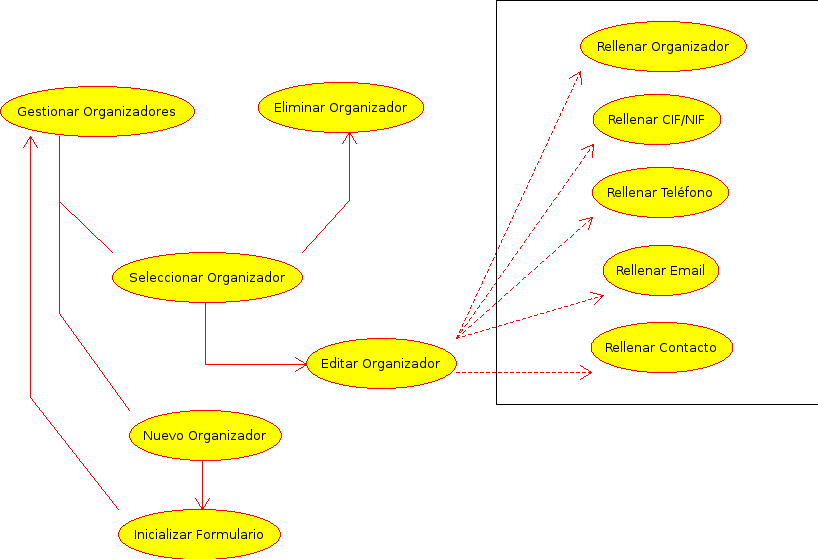 Rellenar Organizador
Gestionar Organizadores
Eliminar Organizador
Rellenar CIF/NIF
Rellenar Teléfono
Seleccionar Organizador
Rellenar Email
Editar Organizador
Rellenar Contacto
Nuevo Organizador
Inicializar Formulario